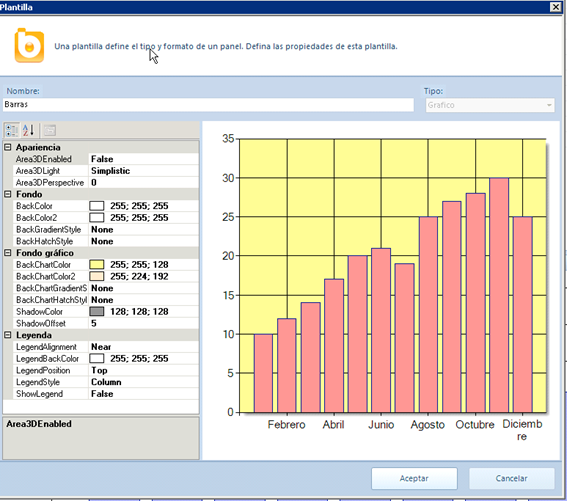 Plantilla
Una plantilla define el tipo y formato de un panel. Defina las propiedades de esta plantilla.
Nombre:
Tipo:
Barras
Grafico
Apariencia
Area3DEnabled False
Area3DLight Simplistic
Area3DPerspective 0
Fondo
BackColor 255; 255; 255
BackColor2 255; 255; 255
BackGradientStyle None
BackHatchStyle None
Fondo gráfico
BackChartColor 255; 255; 128
BackChartColor2 255; 224; 192
BackChartGradientS None
BackChartHatchStyl None
ShadowColor 128; 128; 128
ShadowOffset 5
Leyenda
LegendAlignment Near
LegendBackColor 255; 255; 255
LegendPosition Top
LegendStyle Column
ShowLegend False
Area3DEnabled
35
30
25
20
15
10
5
0
Febrero Abril Junio Agosto Octubre Diciemb
re
Aceptar Cancelar